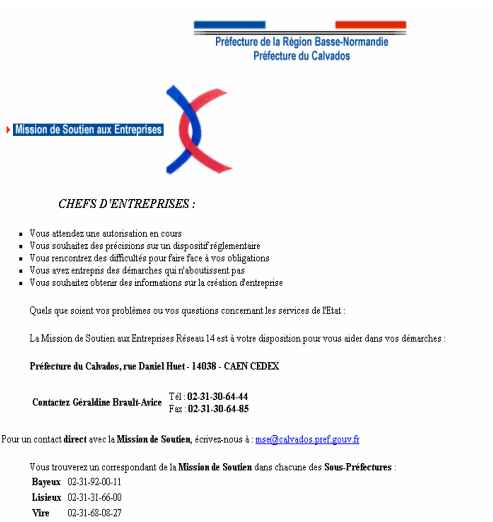 Préfecture de la Région Basse-Normandie
Préfecture du Calvados
Mission de Soutien aux Entreprises
CHEFS D'ENTREPRISES :
Vous attendez une autorisation en cours
Vous souhaitez des précisions sur un dispositif réglementaire
Vous rencontrez des difficultés pour faire face à vos obligations
Vous avez entrepris des démarches qui n'aboutissent pas
Vous souhaitez obtenir des informations sur la création d'entreprise
Quels que soient vos problèmes ou vos questions concernant les services de l'Etat :
La Mission de Soutien aux Entreprises Réseau 14 est à votre disposition pour vous aider dans vos démarches :
Préfecture du Calvados, rue Daniel Huet - 14038 - CAEN CEDEX
Contactez Géraldine Brault-Avice Tél : 02-31-30-64-44
Fax : 02-31-30-64-85
Pour un contact direct avec la Mission de Soutien, écrivez-nous à : mse@calvados.pref.gouv.fr
Vous trouverez un correspondant de la Mission de Soutien dans chacune des Sous-Préfectures :
Bayeux 02-31-92-00-11
Lisieux 02-31-31-66-00
Vire 02-31-68-08-27